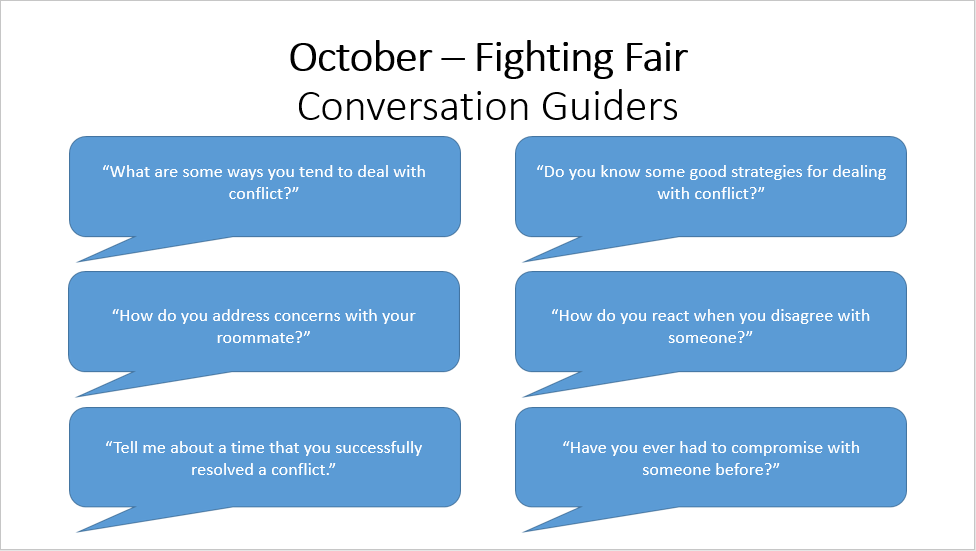 October – Fighting Fair
Conversation Guiders
“What are some ways you tend to deal with
conflict?”
“Do you know some good strategies for dealing
with conflict?”
“How do you address concerns with your
roommate?”
“How do you react when you disagree with
someone?”
“Tell me about a time that you successfully
resolved a conflict.”
“Have you ever had to compromise with
someone before?”